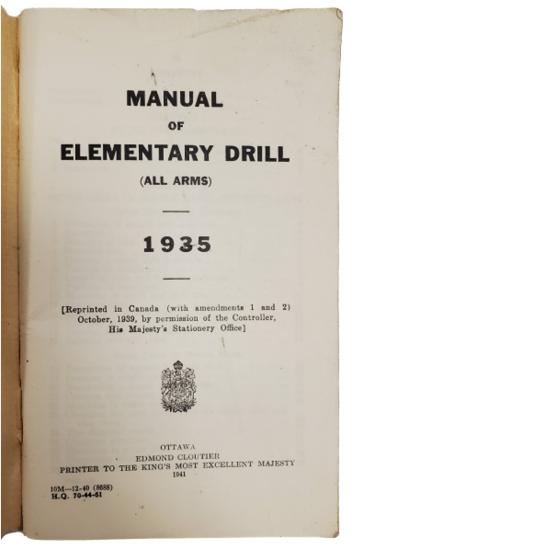 MANUAL
OF
ELEMENTARY DRILL
(ALL ARMS)
1935
[Reprinted in Canada (with amendments 1 and 2)
October, 1939, by permission of the Controller,
His Majesty's Stationery Office]
OTTAWA
EDMOND CLOUTIER
PRINTER TO THE KING'S MOST EXCELLENT MAJESTY
1941
10M—12-40 (8688)
H.Q. 70-44-61